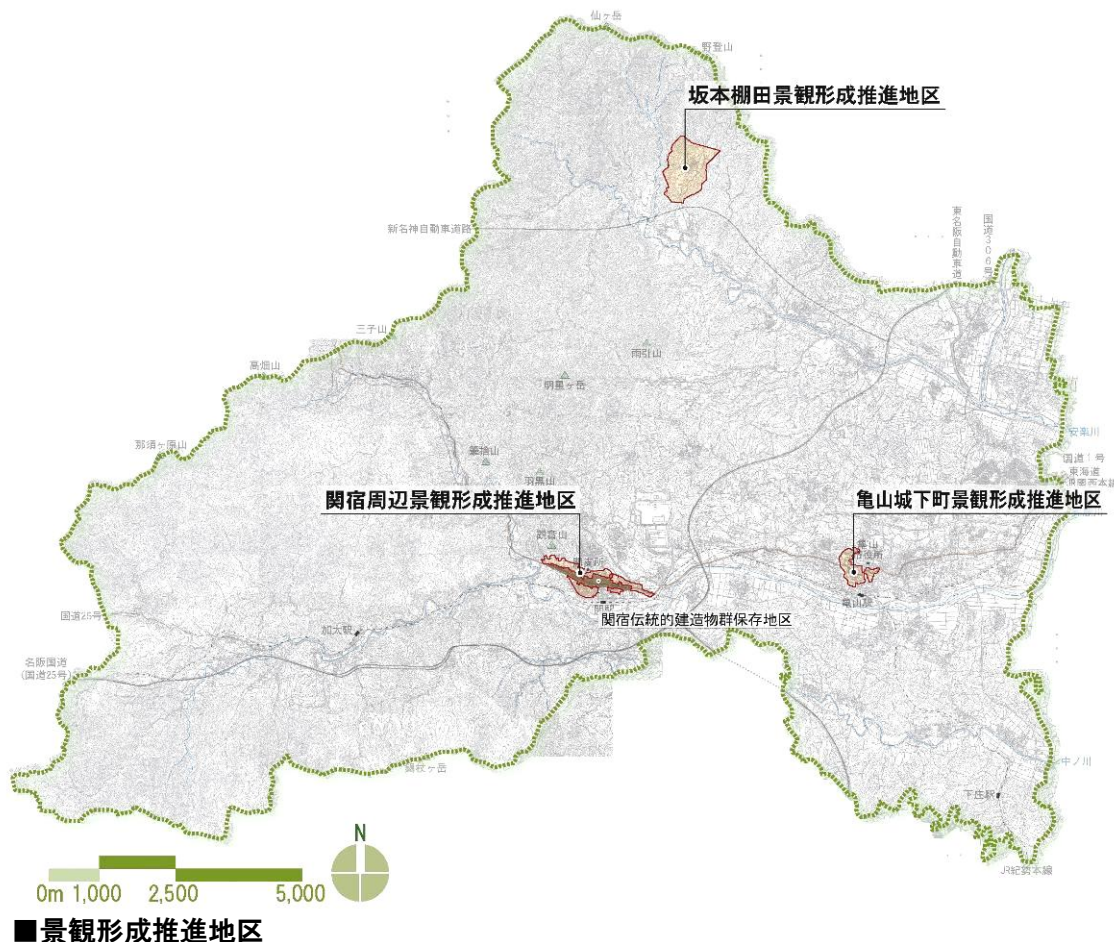 仙ヶ岳
野登山
坂本棚田景観形成推進地区
新名神自動車道路
東名阪自動車道
国道306号
三子山
高畑山
雨引山
明星ヶ岳
那須ヶ原山
筆捨山
羽黒山
安楽川
国道1号
関宿周辺景観形成推進地区
亀山城下町景観形成推進地区
観音山
亀山駅
関宿伝統的建造物群保存地区
国道25号
加太駅
名阪国道
(国道25号)
中ノ川
下庄駅
JR紀勢本線
N
0m 1,000 2,500 5,000
■景観形成推進地区